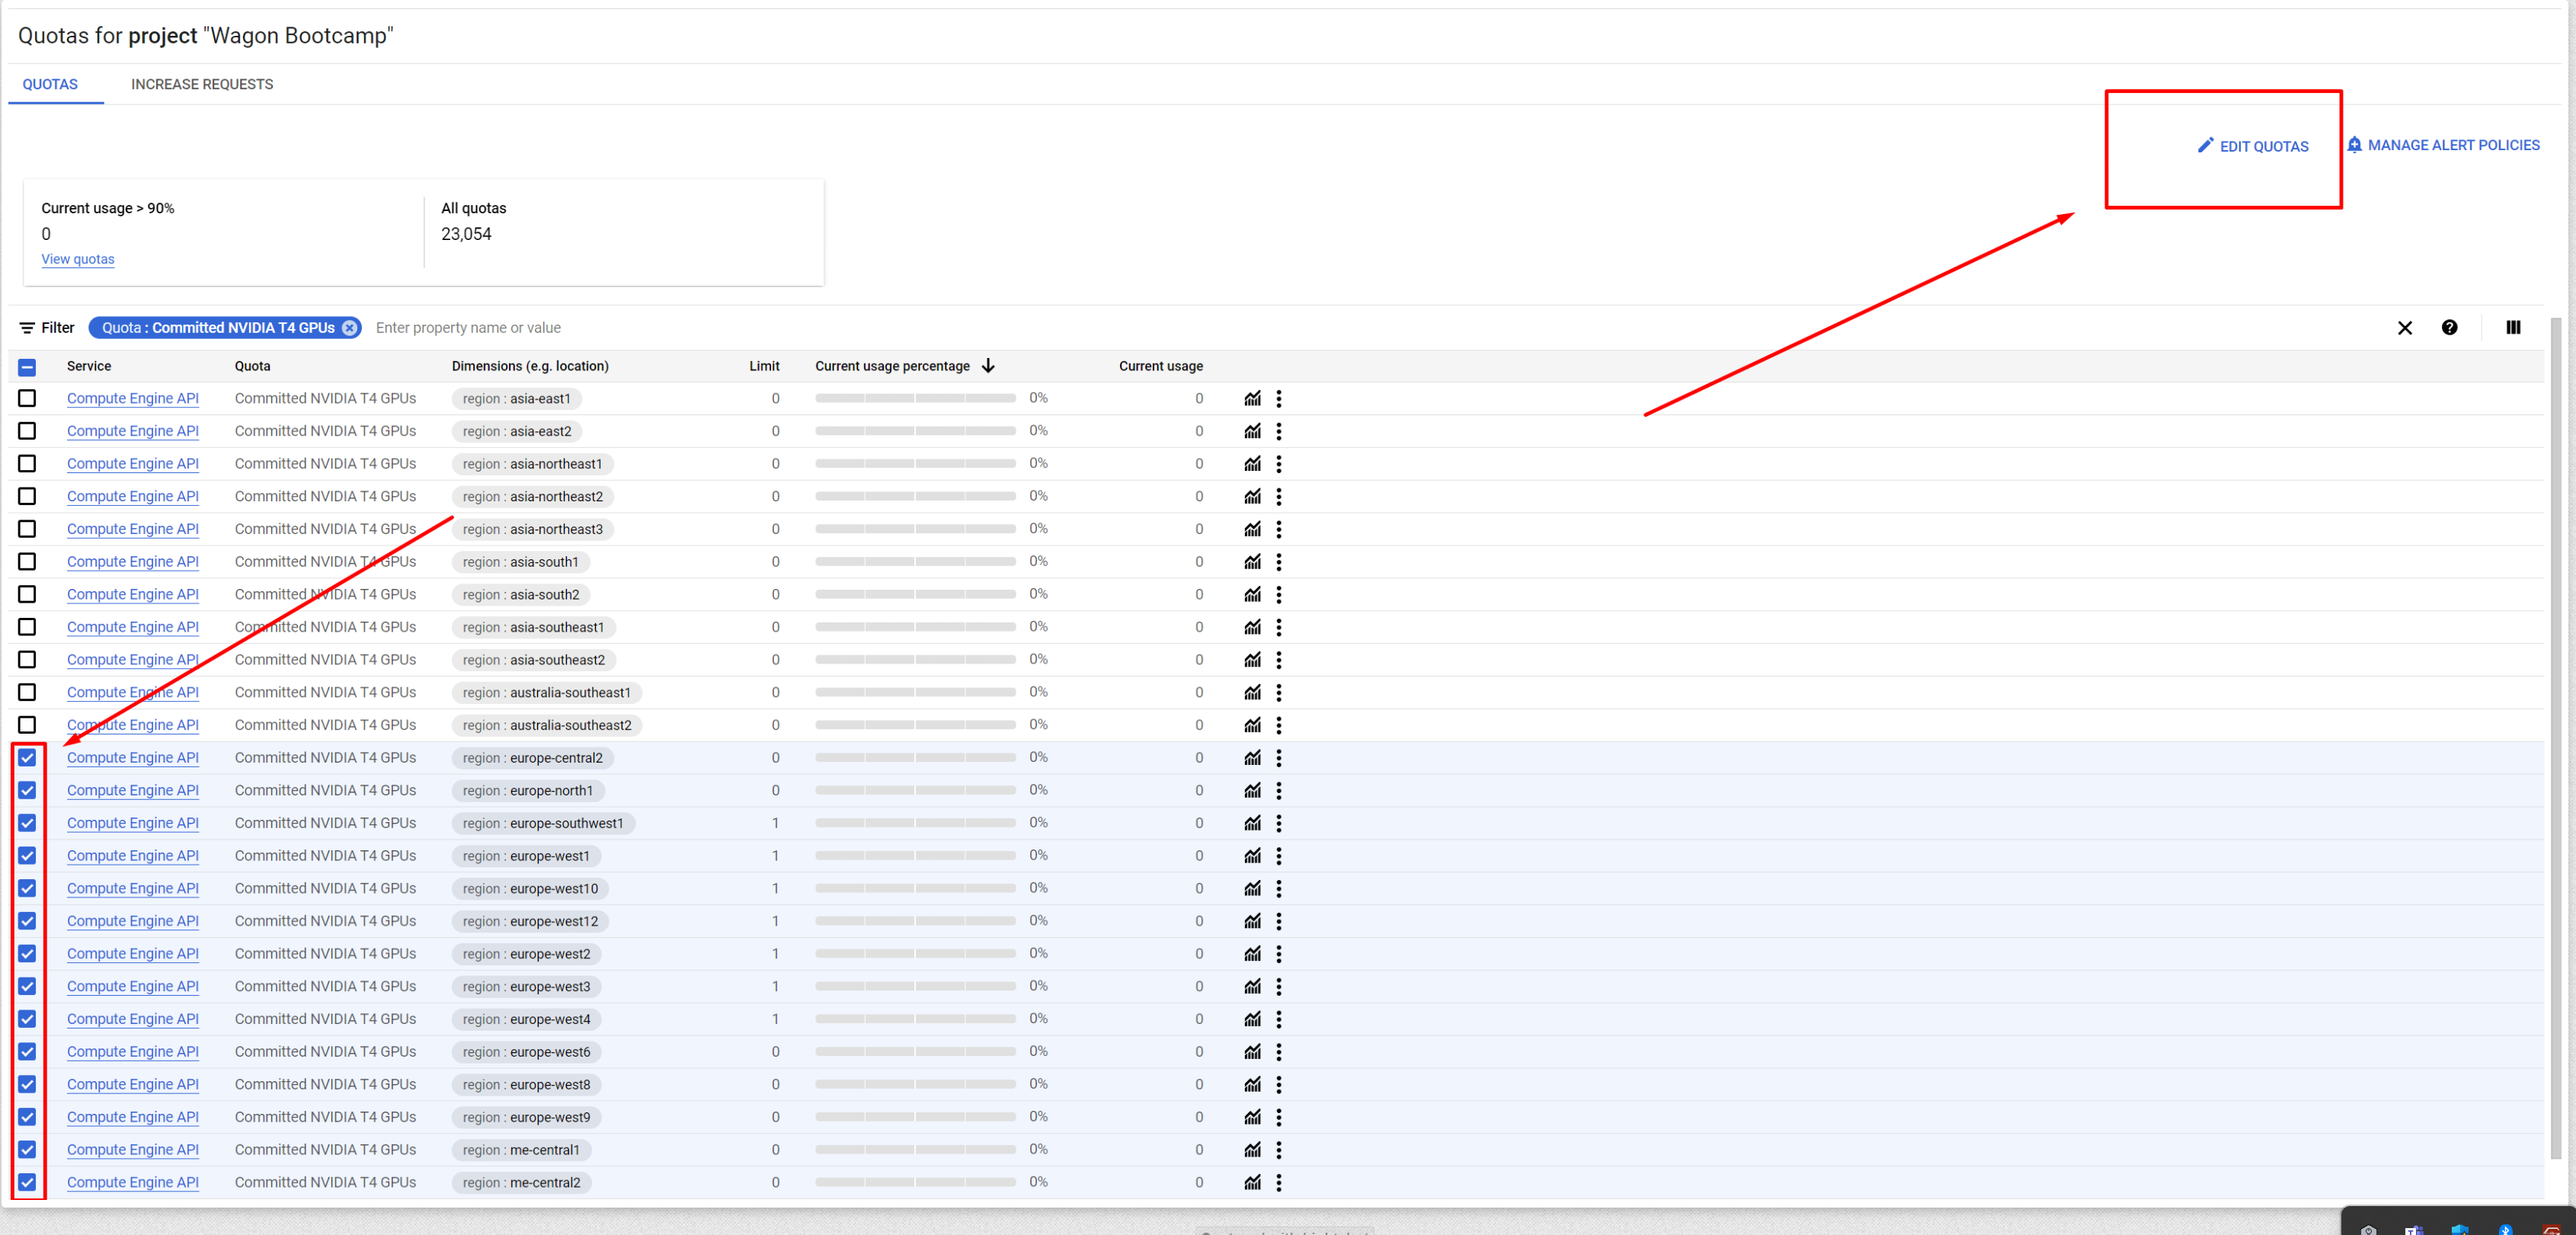 Quotas for project "Wagon Bootcamp"
QUOTAS INCREASE REQUESTS
EDIT QUOTAS MANAGE ALERT POLICIES
Current usage > 90% All quotas
0 23,054
View quotas
Filter Quota : Committed NVIDIA T4 GPUs Enter property name or value
Service Quota Dimensions (e.g. location) Limit Current usage percentage Current usage
Compute Engine API Committed NVIDIA T4 GPUs region : asia-east1 0 0% 0
Compute Engine API Committed NVIDIA T4 GPUs region : asia-east2 0 0% 0
Compute Engine API Committed NVIDIA T4 GPUs region : asia-northeast1 0 0% 0
Compute Engine API Committed NVIDIA T4 GPUs region : asia-northeast2 0 0% 0
Compute Engine API Committed NVIDIA T4 GPUs region : asia-northeast3 0 0% 0
Compute Engine API Committed NVIDIA T4 GPUs region : asia-south1 0 0% 0
Compute Engine API Committed NVIDIA T4 GPUs region : asia-south2 0 0% 0
Compute Engine API Committed NVIDIA T4 GPUs region : asia-southeast1 0 0% 0
Compute Engine API Committed NVIDIA T4 GPUs region : asia-southeast2 0 0% 0
Compute Engine API Committed NVIDIA T4 GPUs region : australia-southeast1 0 0% 0
Compute Engine API Committed NVIDIA T4 GPUs region : australia-southeast2 0 0% 0
Compute Engine API Committed NVIDIA T4 GPUs region : europe-central2 0 0% 0
Compute Engine API Committed NVIDIA T4 GPUs region : europe-north1 0 0% 0
Compute Engine API Committed NVIDIA T4 GPUs region : europe-southwest1 1 0% 0
Compute Engine API Committed NVIDIA T4 GPUs region : europe-west1 1 0% 0
Compute Engine API Committed NVIDIA T4 GPUs region : europe-west10 1 0% 0
Compute Engine API Committed NVIDIA T4 GPUs region : europe-west12 1 0% 0
Compute Engine API Committed NVIDIA T4 GPUs region : europe-west2 1 0% 0
Compute Engine API Committed NVIDIA T4 GPUs region : europe-west3 1 0% 0
Compute Engine API Committed NVIDIA T4 GPUs region : europe-west4 1 0% 0
Compute Engine API Committed NVIDIA T4 GPUs region : europe-west6 0 0% 0
Compute Engine API Committed NVIDIA T4 GPUs region : europe-west8 0 0% 0
Compute Engine API Committed NVIDIA T4 GPUs region : europe-west9 0 0% 0
Compute Engine API Committed NVIDIA T4 GPUs region : me-central1 0 0% 0
Compute Engine API Committed NVIDIA T4 GPUs region : me-central2 0 0% 0